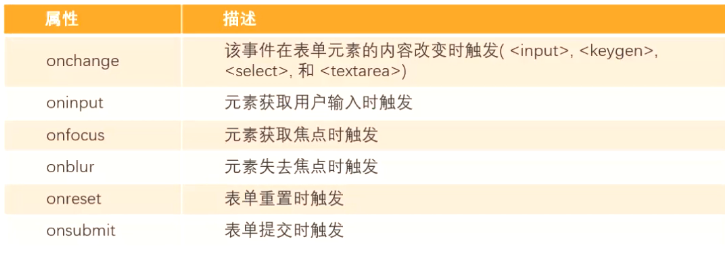 属性 描述
onchange 该事件在表单元素的内容改变时触发( <input>, <keygen>,
<select>, 和 <textarea>)
oninput 元素获取用户输入时触发
onfocus 元素获取焦点时触发
onblur 元素失去焦点时触发
onreset 表单重置时触发
onsubmit 表单提交时触发